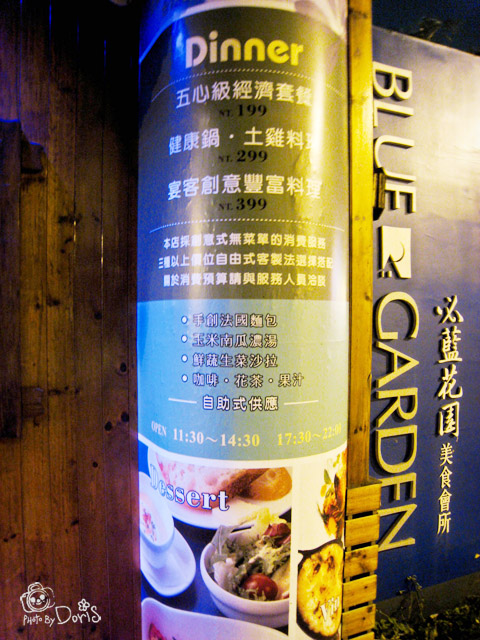 Dinner
五心級經濟套餐
NT. 199
健康鍋·土雞料理
NT. 299
宴客創意豐富料理
NT. 399
本店採創意式無菜單的消費服務
三種以上價位自由式客製法選擇搭配
關於消費預算請與服務人員洽談
• 手創法國麵包
• 玉米南瓜濃湯
• 鮮蔬生菜沙拉
• 咖啡·花茶·果汁
自助式供應
OPEN 11:30~14:30 17:30~22:
Dessert
BLUE GARDEN
必藍花園
美食會所
PHOTO BY DORIS